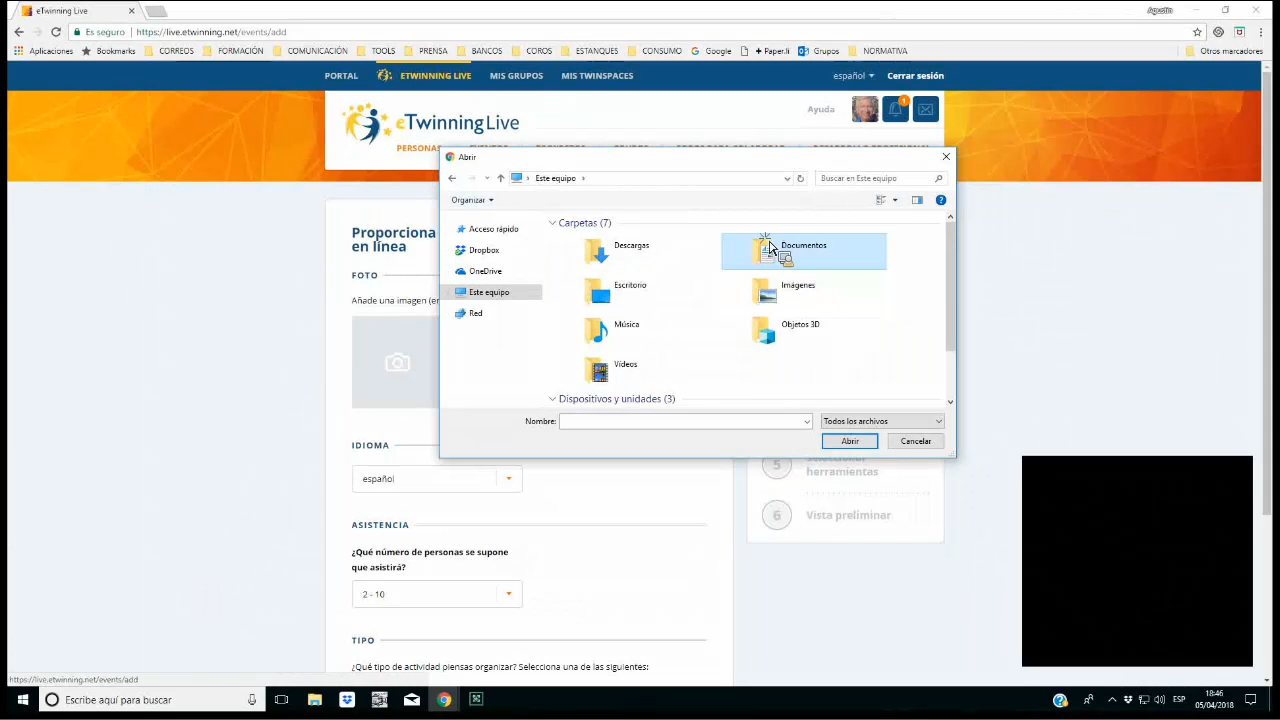 eTwinning Live
Agustín
Es seguro
https://live.etwinning.net/events/add
Aplicaciones
Bookmarks
CORREOS
FORMACIÓN
COMUNICACIÓN
TOOLS
PRENSA
BANCOS
COROS
ESTANQUES
CONSUMO
Google
+ Paper.li
Grupos
NORMATIVA
Otros marcadores
PORTAL
ETWINNING LIVE
MIS GRUPOS
MIS TWINSPACES
español
Cerrar sesión
eTwinning Live
Ayuda
1
PERSONAS
Abrir
Este equipo
Buscar en Este equipo
Organizar
Acceso rápido
Dropbox
OneDrive
Este equipo
Red
Carpetas (7)
Descargas
Documentos
Escritorio
Imágenes
Música
Objetos 3D
Vídeos
Dispositivos y unidades (3)
Nombre:
Todos los archivos
Abrir
Cancelar
Proporciona
en línea
FOTO
Añade una imagen (en
IDIOMA
español
ASISTENCIA
¿Qué número de personas se supone
que asistirá?
2 - 10
TIPO
¿Qué tipo de actividad piensas organizar? Selecciona una de las siguientes:
5
Seleccionar
herramientas
6
Vista preliminar
https://live.etwinning.net/events/add
Escribe aquí para buscar
ESP
18:46
05/04/2018